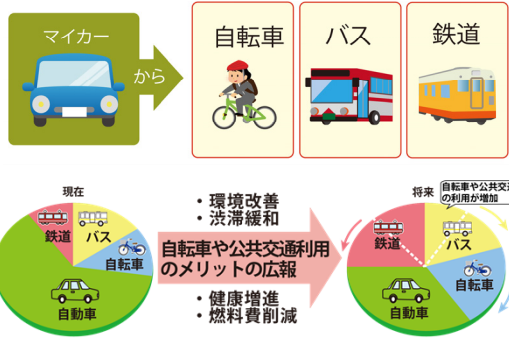 マイカー
から
自転車
バス
鉄道
現在
鉄道
バス
自転車
自動車
・環境改善
・渋滞緩和
自転車や公共交通利用
のメリットの広報
・健康増進
・燃料費削減
将来
自転車や公共交通
の利用が増加
鉄道
バス
自転車
自動車